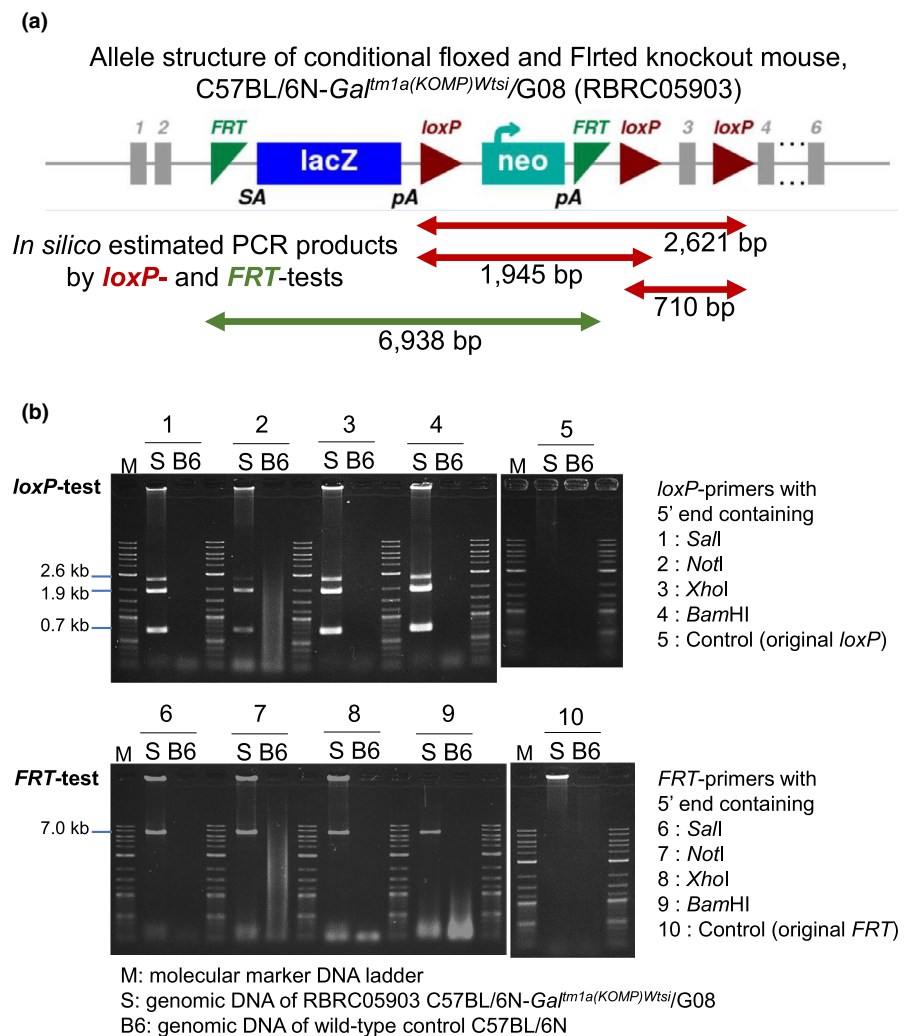 (a)
Allele structure of conditional floxed and Flrted knockout mouse,
C57BL/6N-Gal^tm1a(KOMP)Wtsi/G08 (RBRC05903)
1 2 FRT loxP FRT loxP 3 loxP 4 6
lacZ neo
SA pA pA
In silico estimated PCR products
by loxP- and FRT-tests
2,621 bp
1,945 bp
710 bp
6,938 bp
(b)
1 2 3 4 5
M S B6 S B6 S B6 S B6 M S B6
loxP-test
2.6 kb
1.9 kb
0.7 kb
loxP-primers with
5' end containing
1 : SalI
2 : NotI
3 : XhoI
4 : BamHI
5 : Control (original loxP)
6 7 8 9 10
M S B6 S B6 S B6 S B6 M S B6
FRT-test
7.0 kb
FRT-primers with
5' end containing
6 : SalI
7 : NotI
8 : XhoI
9 : BamHI
10 : Control (original FRT)
M: molecular marker DNA ladder
S: genomic DNA of RBRC05903 C57BL/6N-Gal^tm1a(KOMP)Wtsi/G08
B6: genomic DNA of wild-type control C57BL/6N